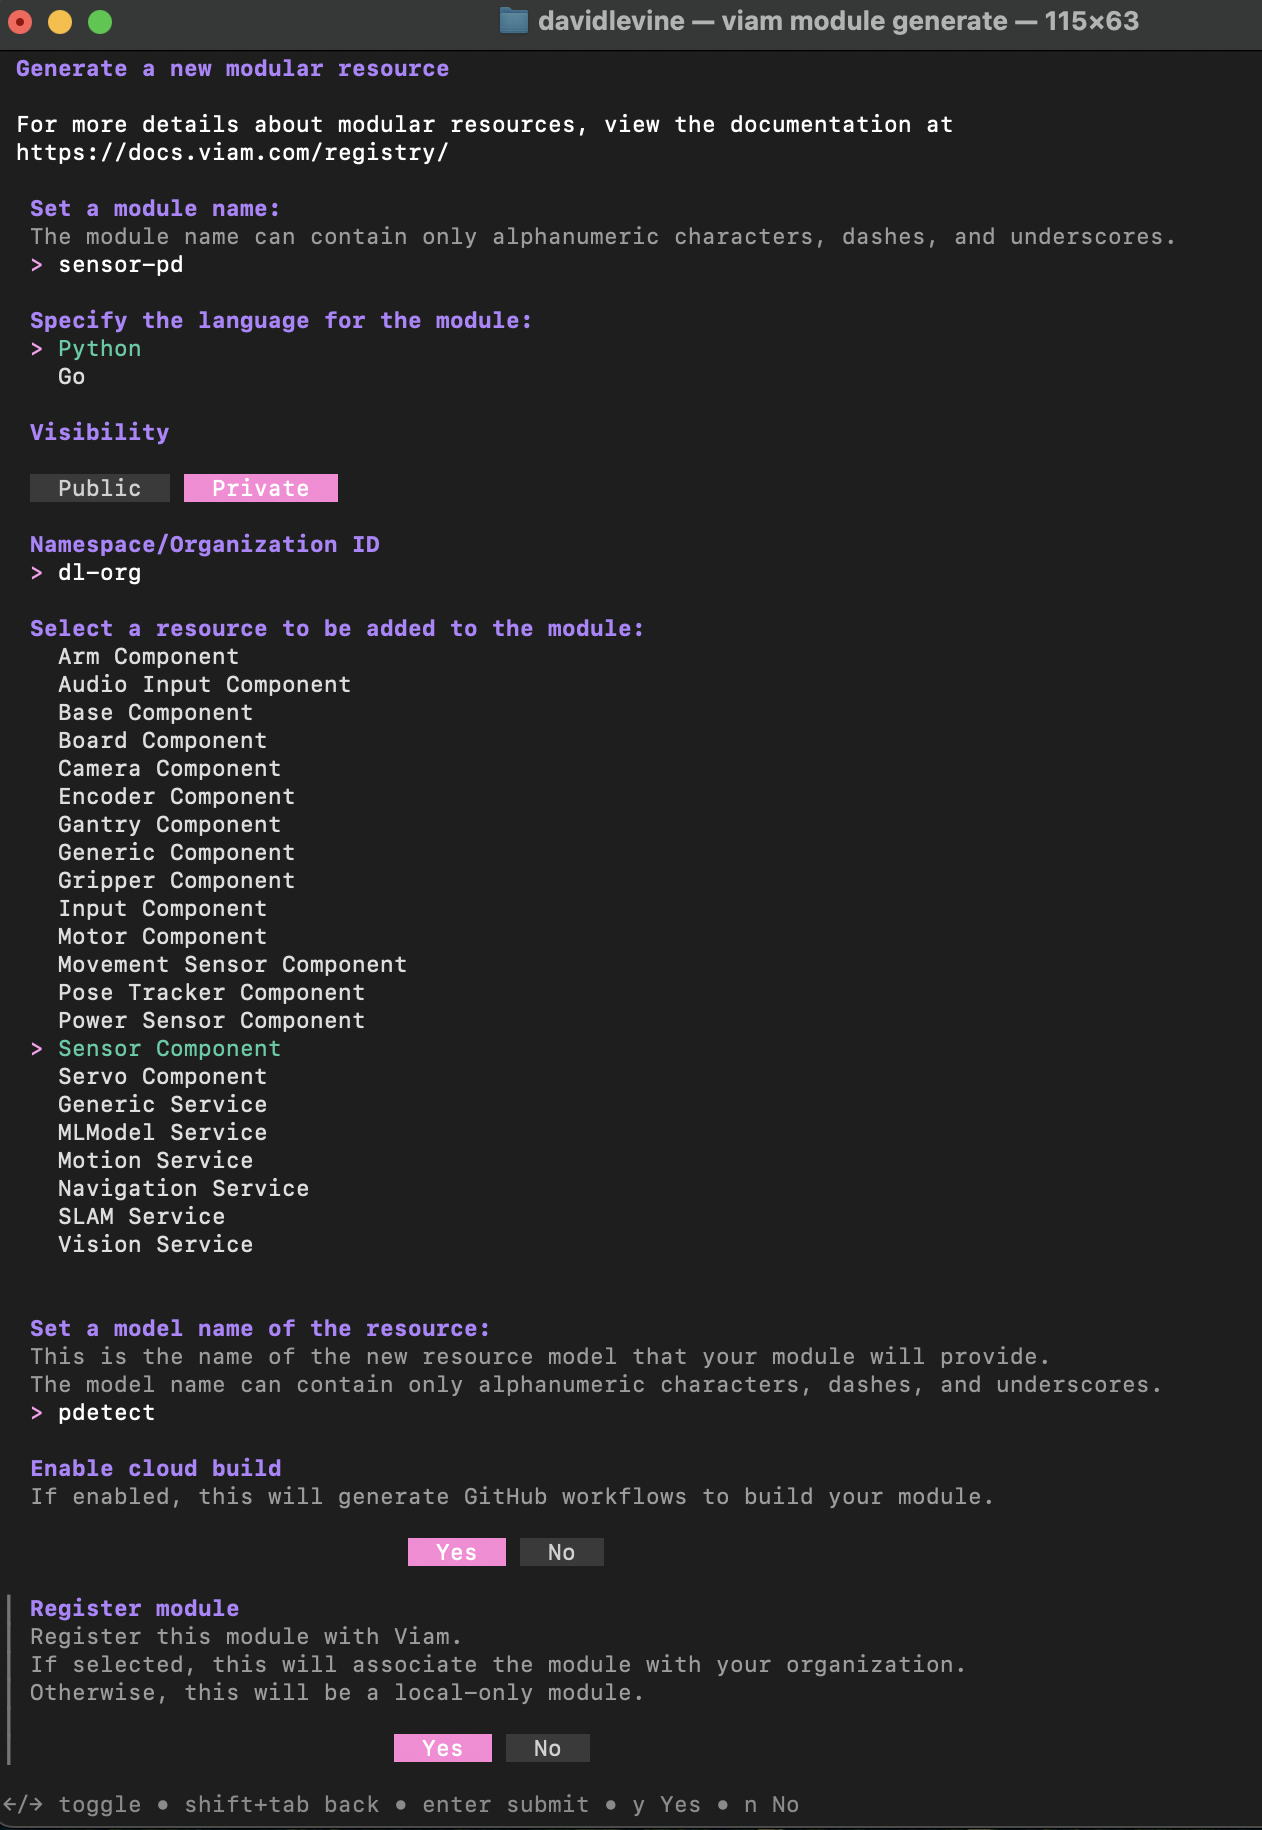 davidlevine — viam module generate — 115×63
Generate a new modular resource
For more details about modular resources, view the documentation at
https://docs.viam.com/registry/
Set a module name:
The module name can contain only alphanumeric characters, dashes, and underscores.
> sensor-pd
Specify the language for the module:
> Python
Go
Visibility
Public Private
Namespace/Organization ID
> dl-org
Select a resource to be added to the module:
Arm Component
Audio Input Component
Base Component
Board Component
Camera Component
Encoder Component
Gantry Component
Generic Component
Gripper Component
Input Component
Motor Component
Movement Sensor Component
Pose Tracker Component
Power Sensor Component
> Sensor Component
Servo Component
Generic Service
MLModel Service
Motion Service
Navigation Service
SLAM Service
Vision Service
Set a model name of the resource:
This is the name of the new resource model that your module will provide.
The model name can contain only alphanumeric characters, dashes, and underscores.
> pdetect
Enable cloud build
If enabled, this will generate GitHub workflows to build your module.
Yes No
Register module
Register this module with Viam.
If selected, this will associate the module with your organization.
Otherwise, this will be a local-only module.
Yes No
←/→ toggle • shift+tab back • enter submit • y Yes • n No